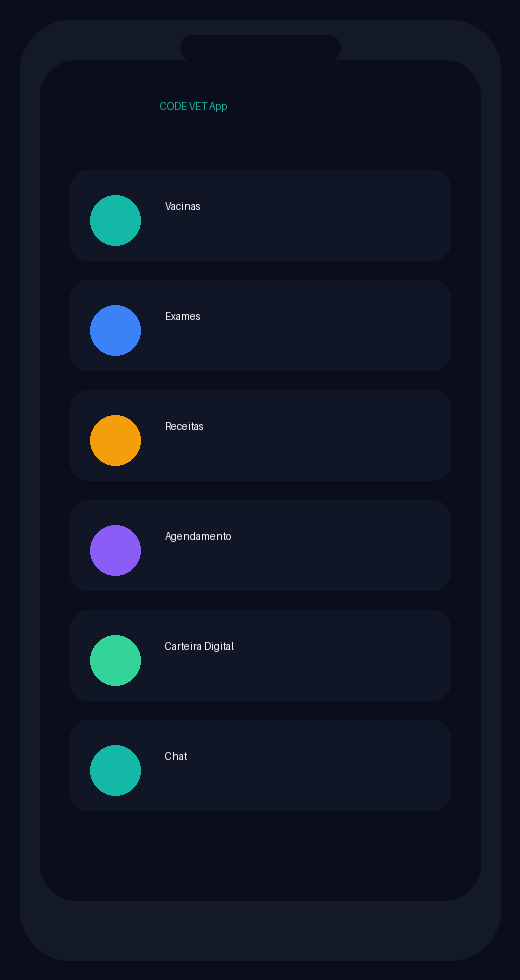 CODE VET App
Vacinas
Exames
Receitas
Agendamento
Carteira Digital
Chat